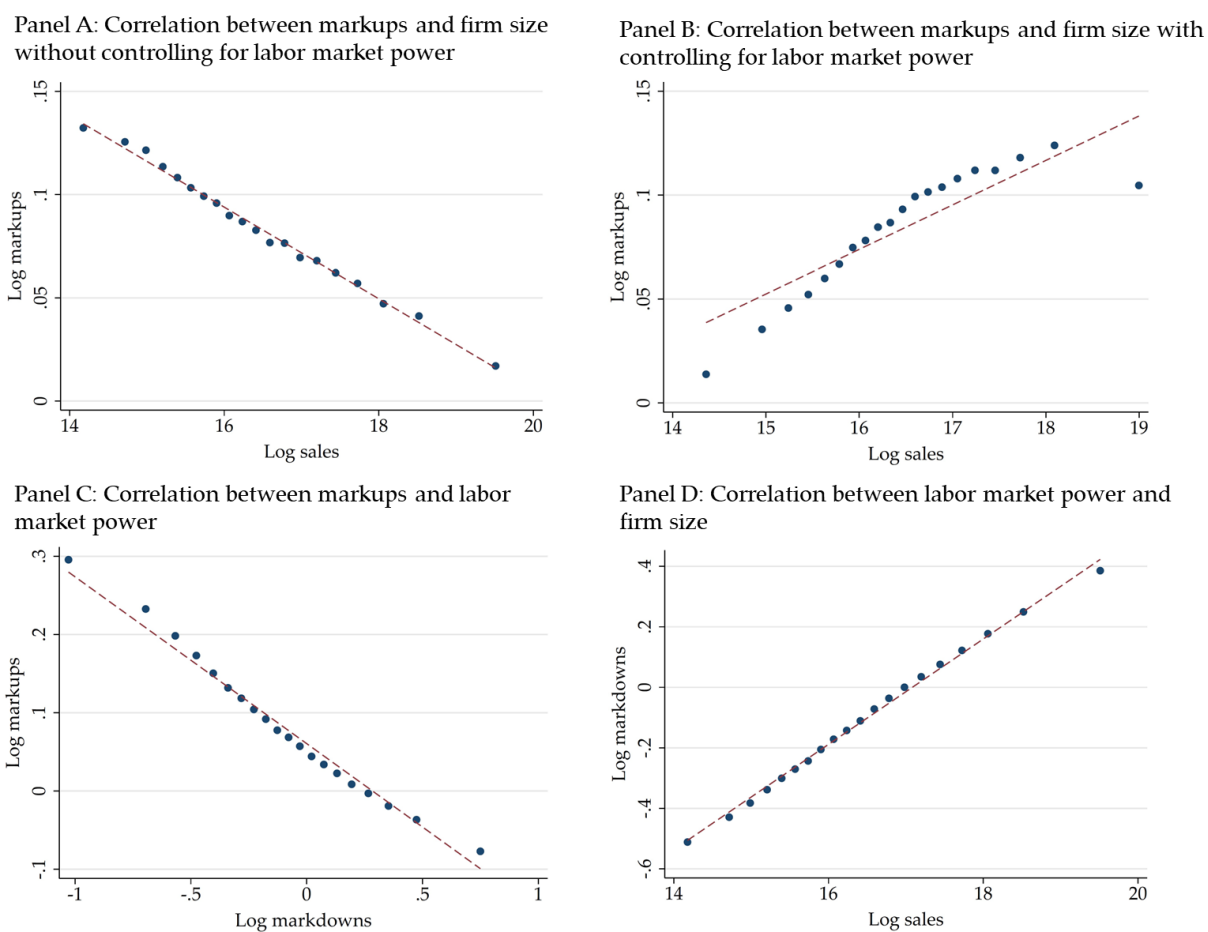 Panel A: Correlation between markups and firm size
without controlling for labor market power
.15
.1
.05
0
Log markups
14
16
18
20
Log sales
Panel B: Correlation between markups and firm size with
controlling for labor market power
.15
.1
.05
0
Log markups
14
15
16
17
18
19
Log sales
Panel C: Correlation between markups and labor
market power
.3
.2
.1
0
-.1
Log markups
-1
-.5
0
.5
1
Log markdowns
Panel D: Correlation between labor market power and
firm size
.4
.2
0
-.2
-.4
-.6
Log markdowns
14
16
18
20
Log sales